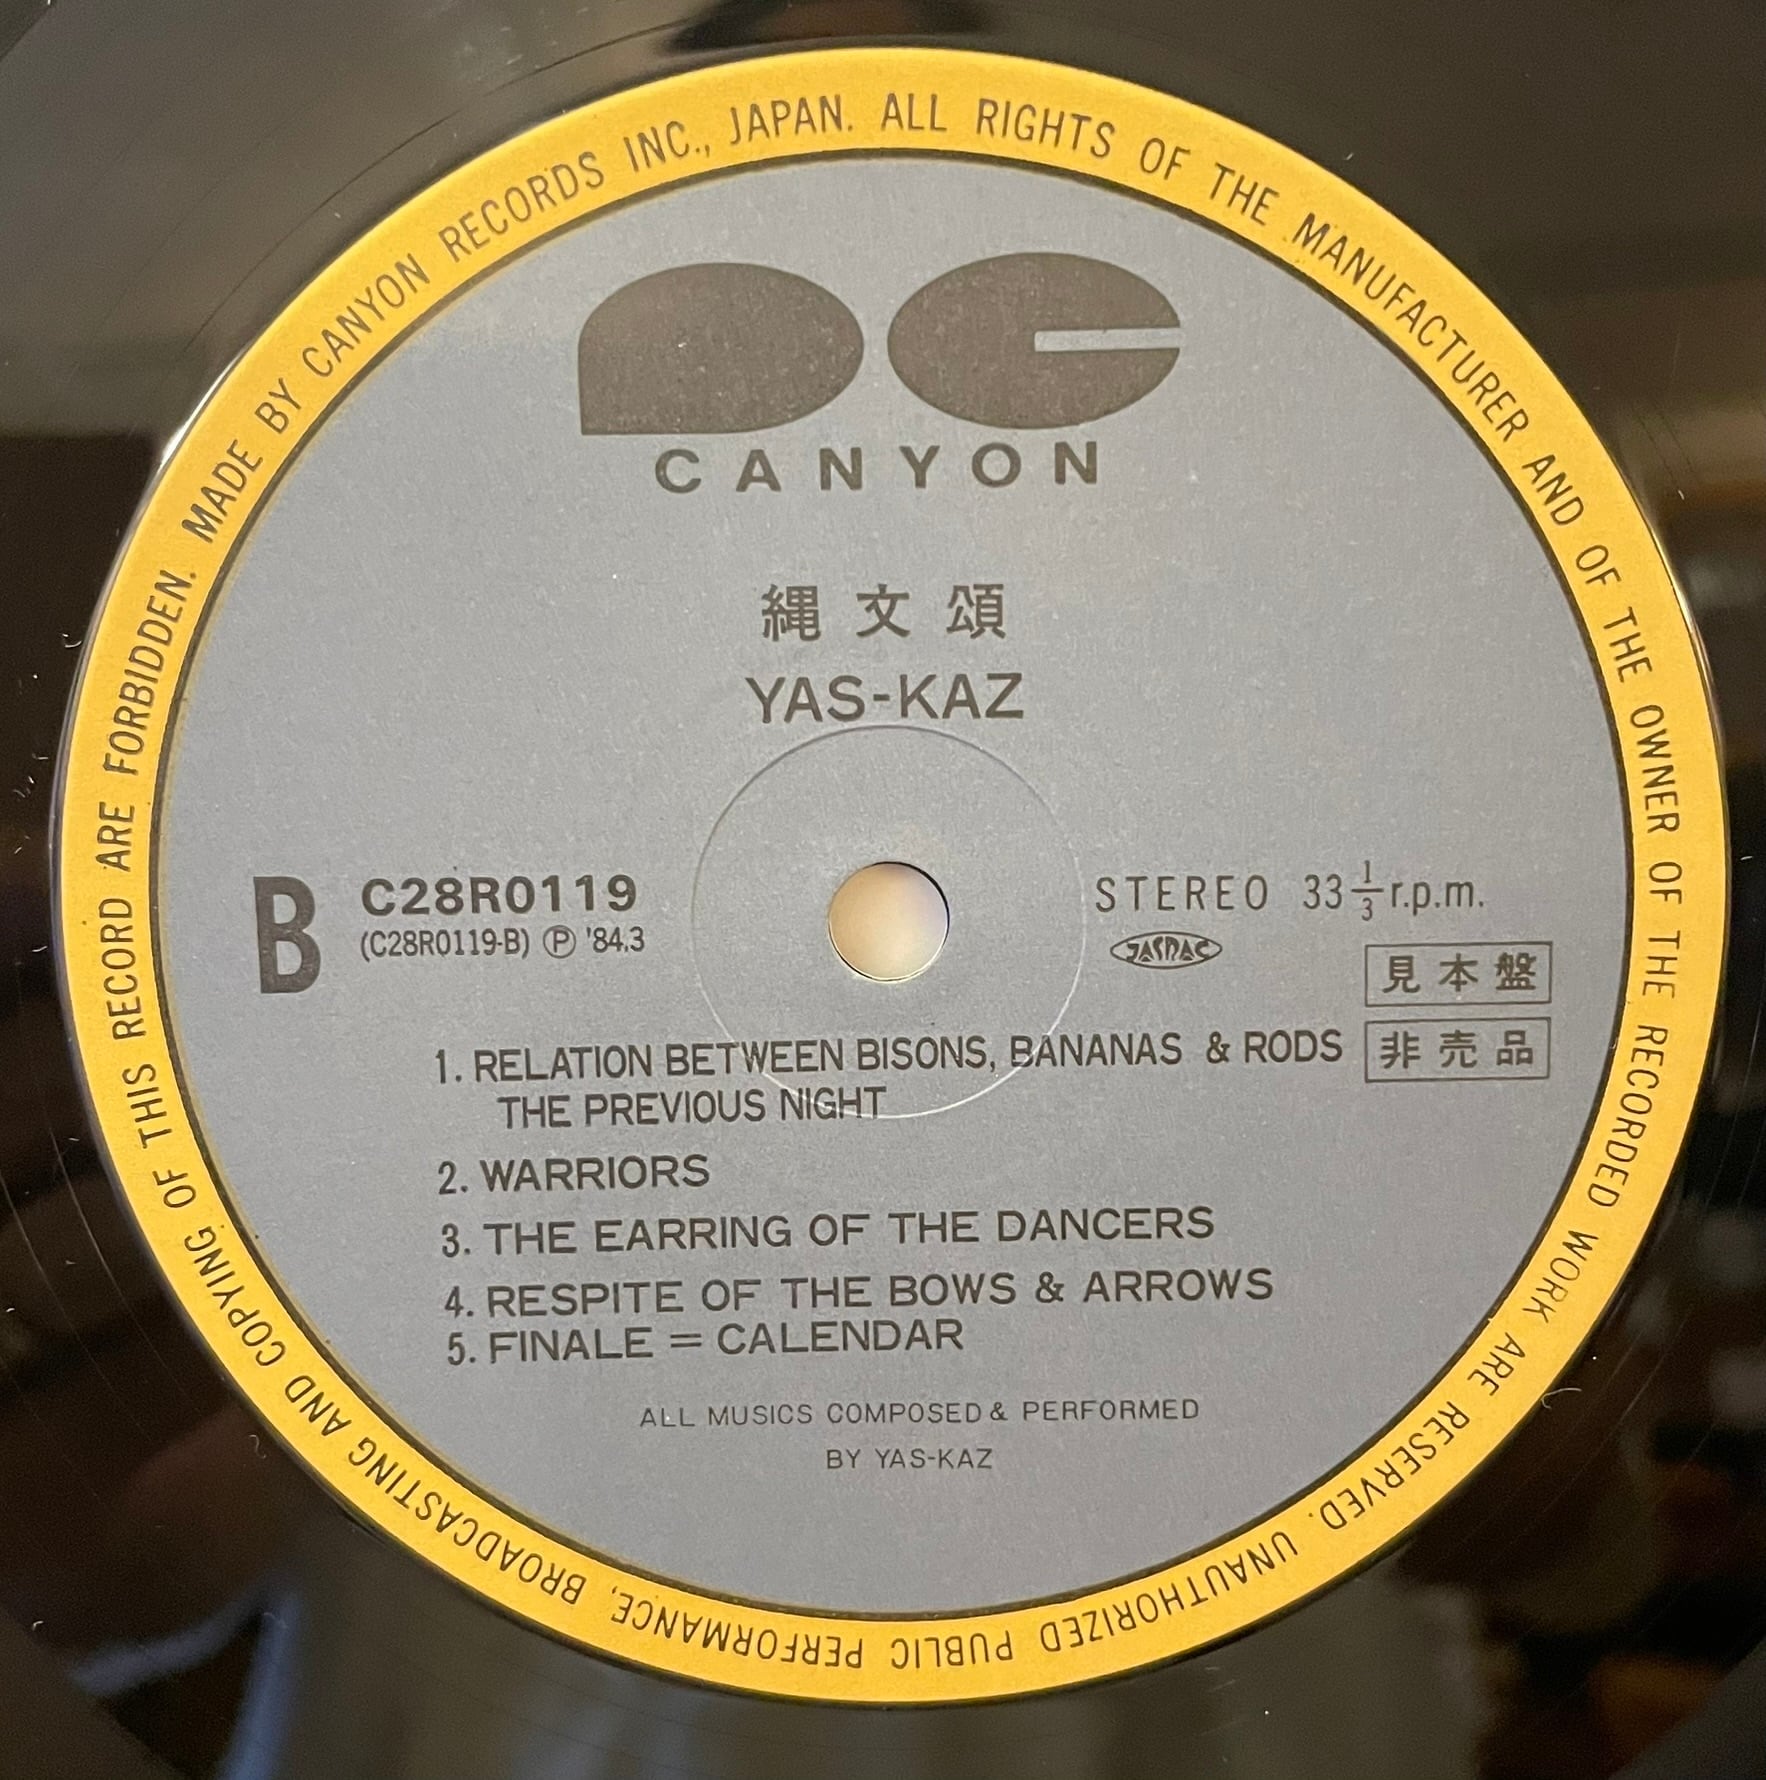 MADE BY CANYON RECORDS INC., JAPAN. ALL RIGHTS OF THE MANUFACTURER AND OF THE OWNER OF THE RECORDED WORK ARE RESERVED. UNAUTHORIZED PUBLIC PERFORMANCE, BROADCASTING AND COPYING OF THIS RECORD ARE FORBIDDEN.
PC
CANYON
縄文頌
YAS-KAZ
B
C28R0119
(C28R0119-B) Ⓟ '84.3
STEREO 33 1/3 r.p.m.
JASRAC
見本盤
非売品
1. RELATION BETWEEN BISONS, BANANAS & RODS
THE PREVIOUS NIGHT
2. WARRIORS
3. THE EARRING OF THE DANCERS
4. RESPITE OF THE BOWS & ARROWS
5. FINALE = CALENDAR
ALL MUSICS COMPOSED & PERFORMED
BY YAS-KAZ